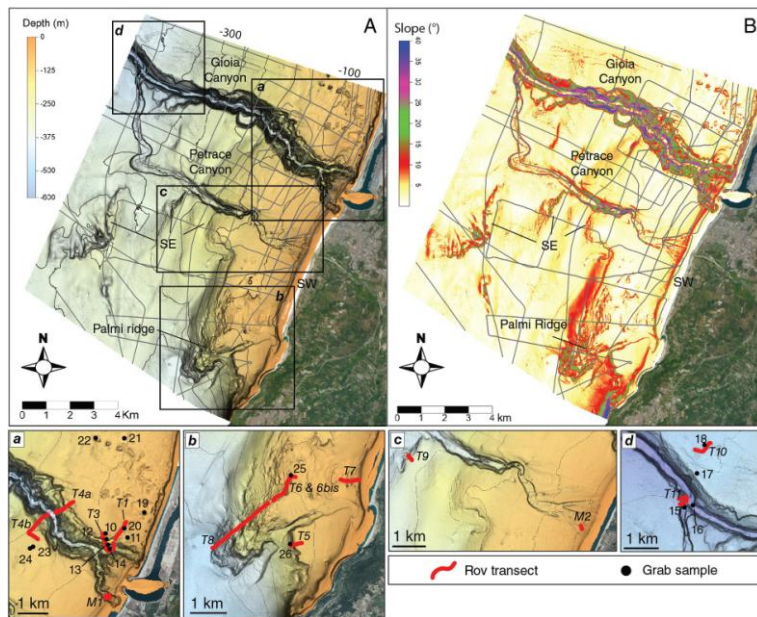 Depth (m)
0
-125
-250
-375
-500
-600
A
d
-300
-100
Gioia
Canyon
a
Petrace
Canyon
c
SE
SW
b
Palmi ridge
N
0 1 2 3 4 Km
Slope (°)
40
35
30
25
20
15
10
5
B
Gioia
Canyon
Petrace
Canyon
SE
SW
Palmi Ridge
N
0 1 2 3 4 Km
a
22
21
T4a
T1
19
T3
10
20
T4b
12
11
24
23
13
14
M1
1 km
b
25
T7
T6 & 6bis
T8
T5
26
1 km
c
T9
M2
1 km
d
18
T10
17
T11
15
16
1 km
Rov transect
Grab sample